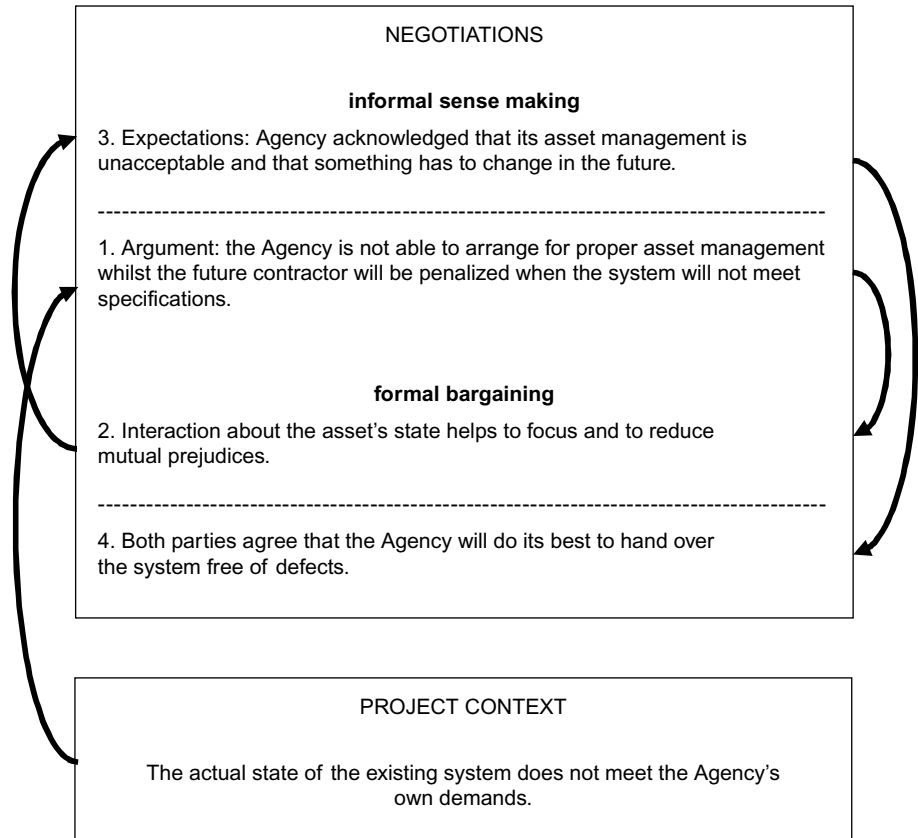 NEGOTIATIONS
informal sense making
3. Expectations: Agency acknowledged that its asset management is
unacceptable and that something has to change in the future.
1. Argument: the Agency is not able to arrange for proper asset management
whilst the future contractor will be penalized when the system will not meet
specifications.
formal bargaining
2. Interaction about the asset's state helps to focus and to reduce
mutual prejudices.
4. Both parties agree that the Agency will do its best to hand over
the system free of defects.
PROJECT CONTEXT
The actual state of the existing system does not meet the Agency's
own demands.